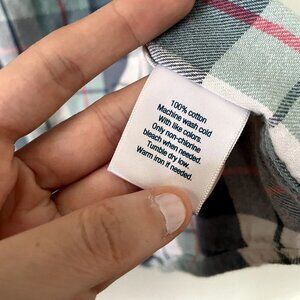 100% cotton
Machine wash cold
With like colors.
Only non-chlorine
bleach when needed.
Tumble dry low.
Warm iron if needed.